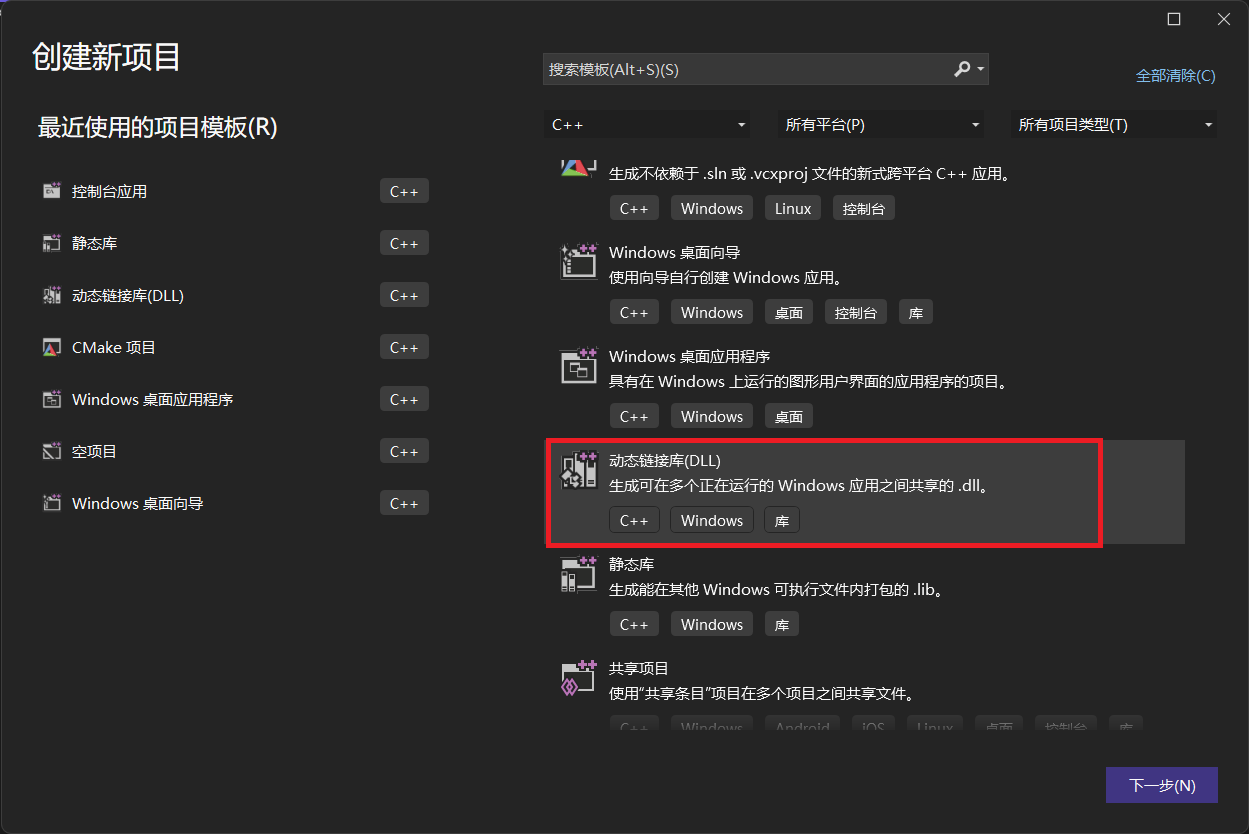 创建新项目
搜索模板(Alt+S)(S)
全部清除(C)
最近使用的项目模板(R)
C++
所有平台(P)
所有项目类型(T)
控制台应用 C++
静态库 C++
动态链接库(DLL) C++
CMake 项目 C++
Windows 桌面应用程序 C++
空项目 C++
Windows 桌面向导 C++
生成不依赖于 .sln 或 .vcxproj 文件的新式跨平台 C++ 应用。
C++ Windows Linux 控制台
Windows 桌面向导
使用向导自行创建 Windows 应用。
C++ Windows 桌面 控制台 库
Windows 桌面应用程序
具有在 Windows 上运行的图形用户界面的应用程序的项目。
C++ Windows 桌面
动态链接库(DLL)
生成可在多个正在运行的 Windows 应用之间共享的 .dll。
C++ Windows 库
静态库
生成能在其他 Windows 可执行文件内打包的 .lib。
C++ Windows 库
共享项目
使用“共享条目”项目在多个项目之间共享文件。
C++ Windows Android iOS Linux 桌面 控制台 库
下一步(N)